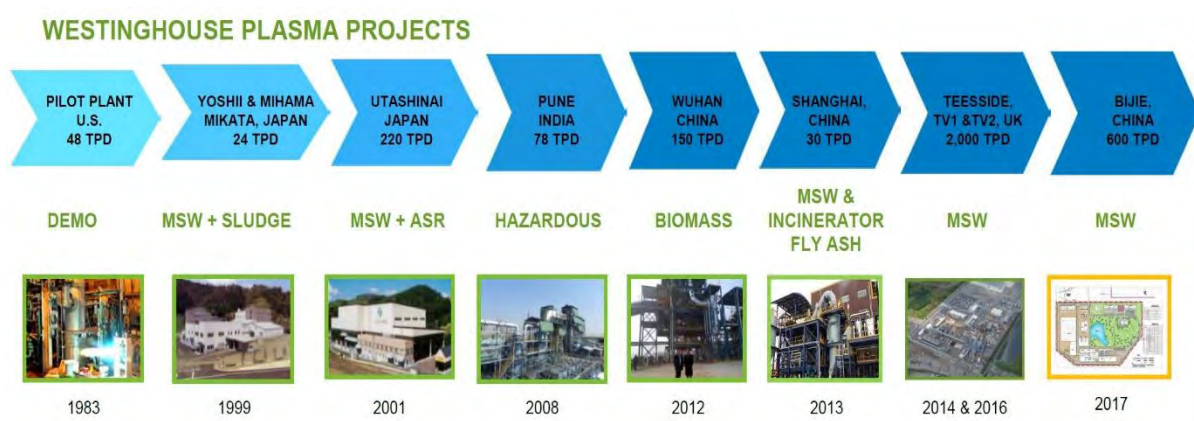 WESTINGHOUSE PLASMA PROJECTS
PILOT PLANT
U.S.
48 TPD
YOSHII & MIHAMA
MIKATA, JAPAN
24 TPD
UTASHINAI
JAPAN
220 TPD
PUNE
INDIA
78 TPD
WUHAN
CHINA
150 TPD
SHANGHAI,
CHINA
30 TPD
TEESSIDE,
TV1 &TV2, UK
2,000 TPD
BIJIE,
CHINA
600 TPD
DEMO
MSW + SLUDGE
MSW + ASR
HAZARDOUS
BIOMASS
MSW &
INCINERATOR
FLY ASH
MSW
MSW
1983
1999
2001
2008
2012
2013
2014 & 2016
2017